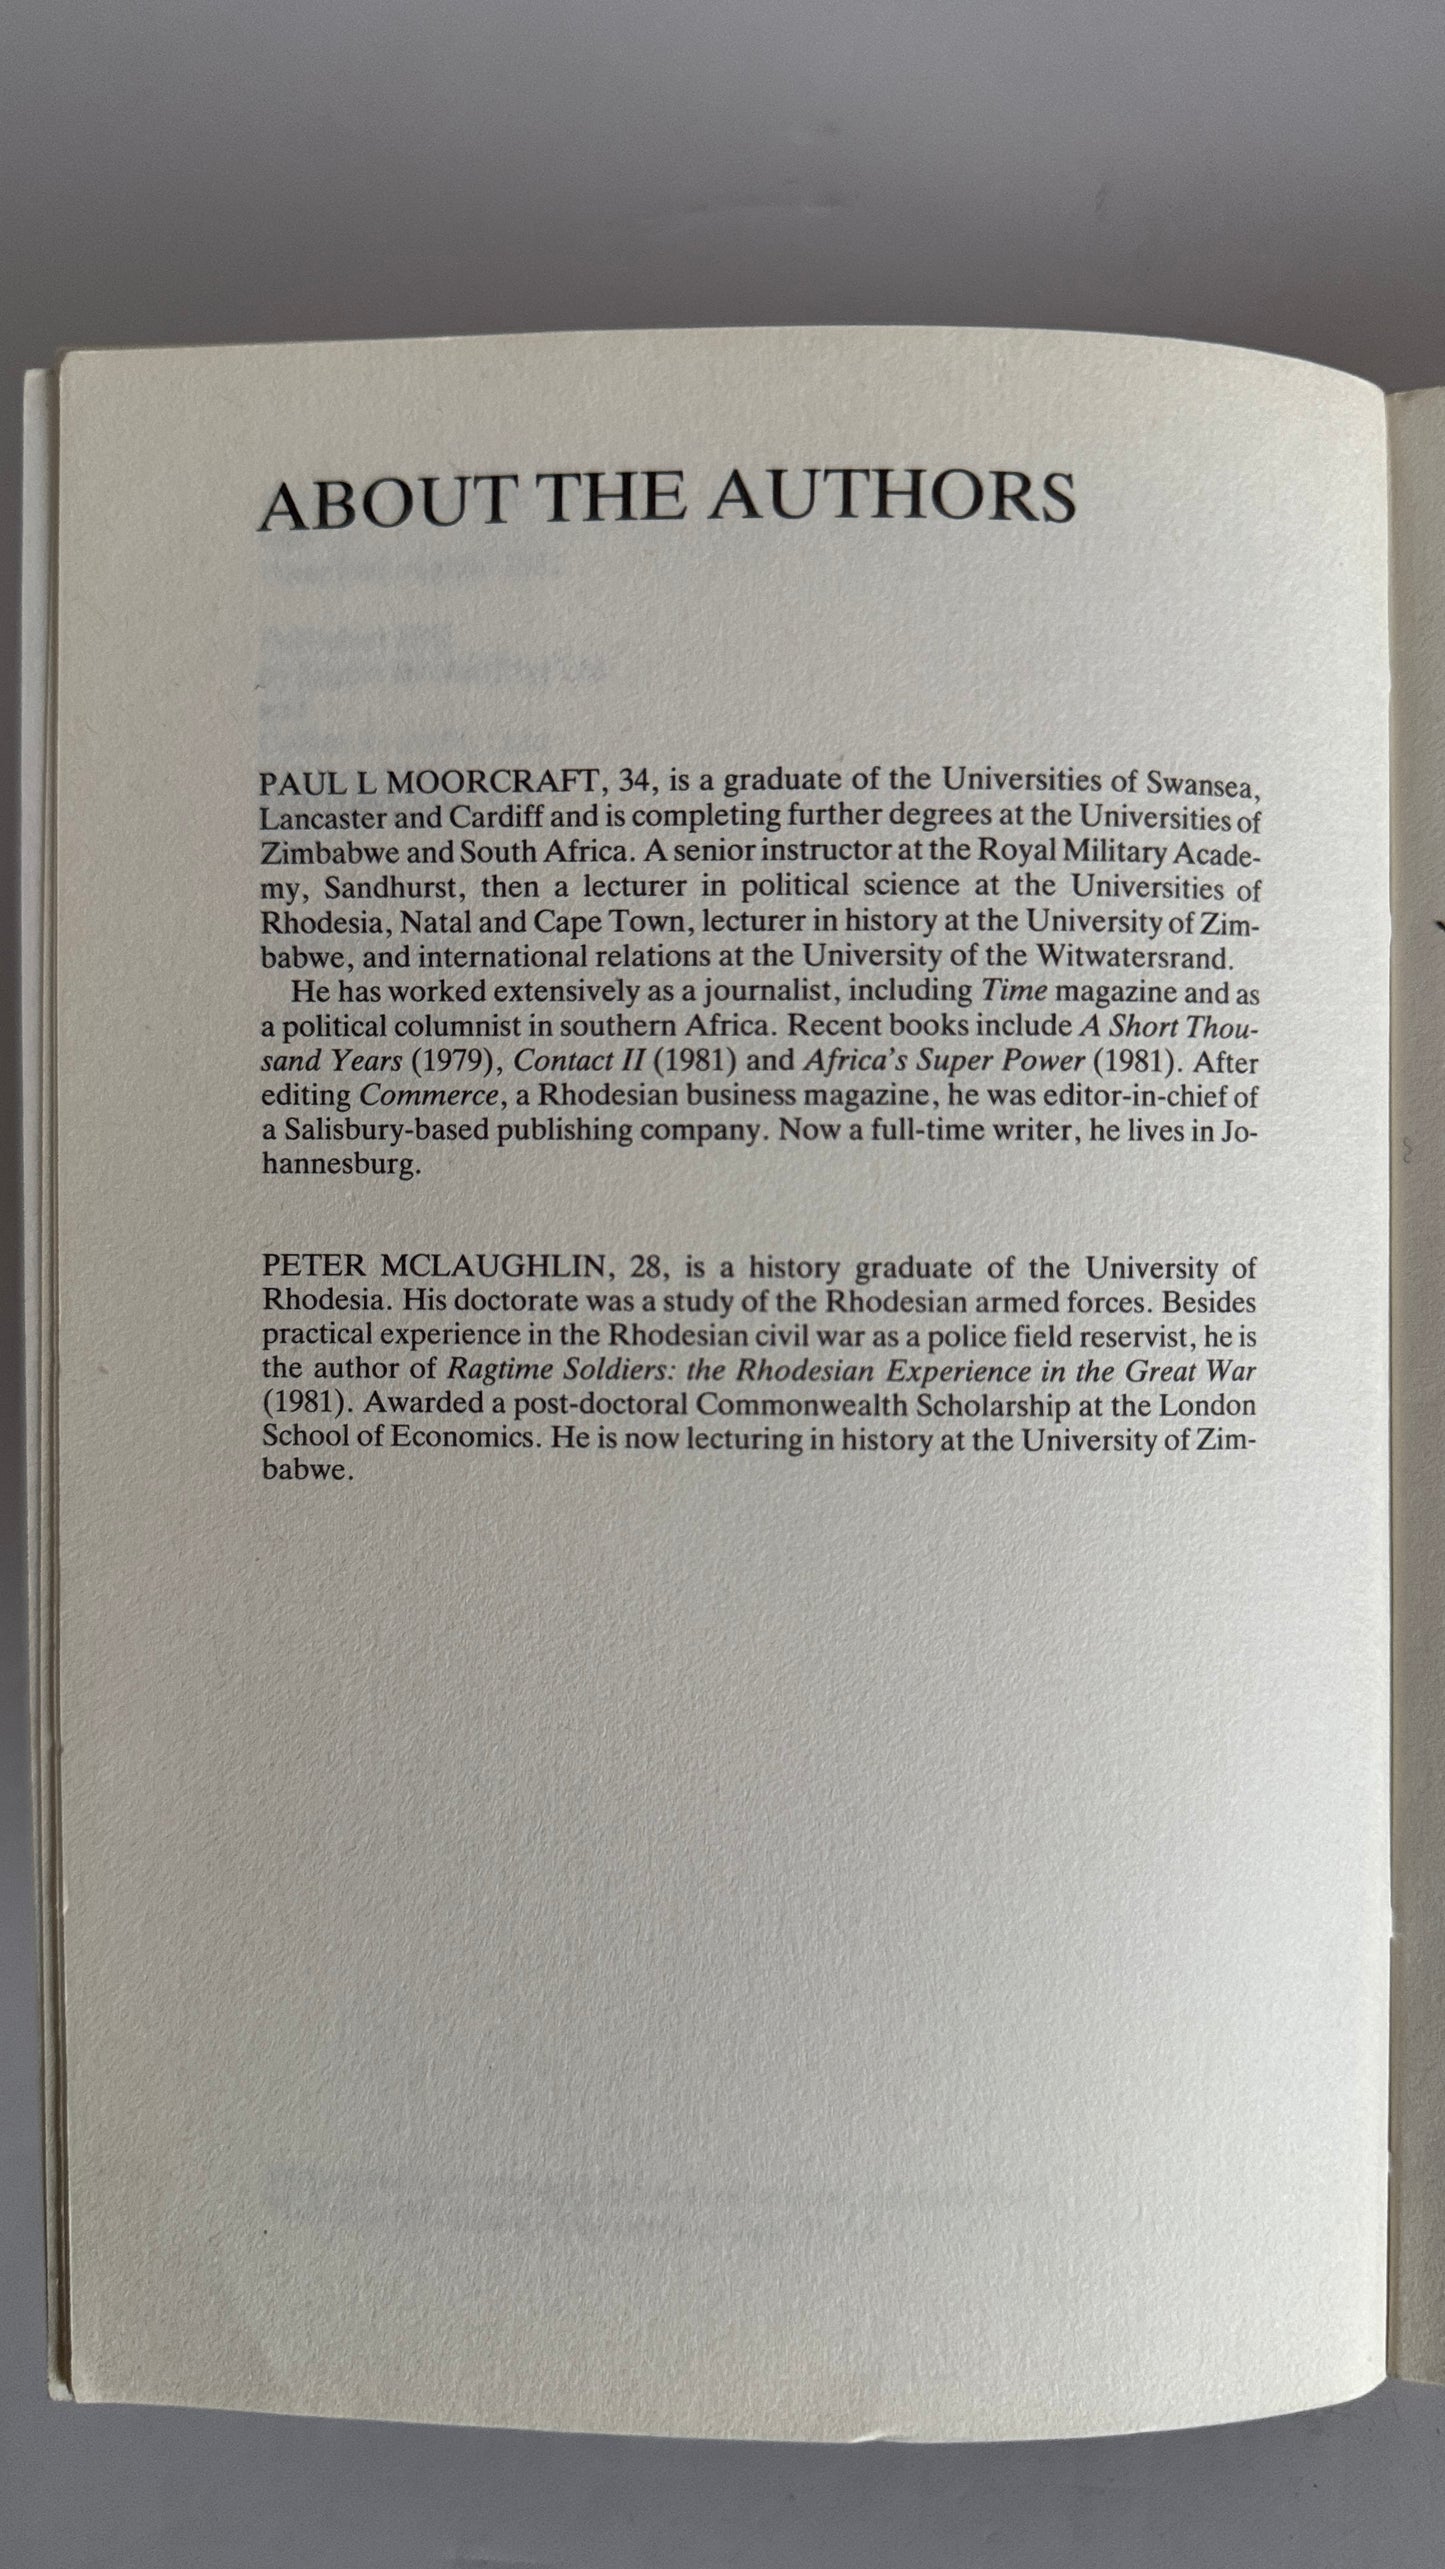 ABOUT THE AUTHORS
PAUL L MOORCRAFT, 34, is a graduate of the Universities of Swansea,
Lancaster and Cardiff and is completing further degrees at the Universities of
Zimbabwe and South Africa. A senior instructor at the Royal Military Acade-
my, Sandhurst, then a lecturer in political science at the Universities of
Rhodesia, Natal and Cape Town, lecturer in history at the University of Zim-
babwe, and international relations at the University of the Witwatersrand.
He has worked extensively as a journalist, including Time magazine and as
a political columnist in southern Africa. Recent books include A Short Thou-
sand Years (1979), Contact II (1981) and Africa's Super Power (1981). After
editing Commerce, a Rhodesian business magazine, he was editor-in-chief of
a Salisbury-based publishing company. Now a full-time writer, he lives in Jo-
hannesburg.
PETER MCLAUGHLIN, 28, is a history graduate of the University of
Rhodesia. His doctorate was a study of the Rhodesian armed forces. Besides
practical experience in the Rhodesian civil war as a police field reservist, he is
the author of Ragtime Soldiers: the Rhodesian Experience in the Great War
(1981). Awarded a post-doctoral Commonwealth Scholarship at the London
School of Economics. He is now lecturing in history at the University of Zim-
babwe.